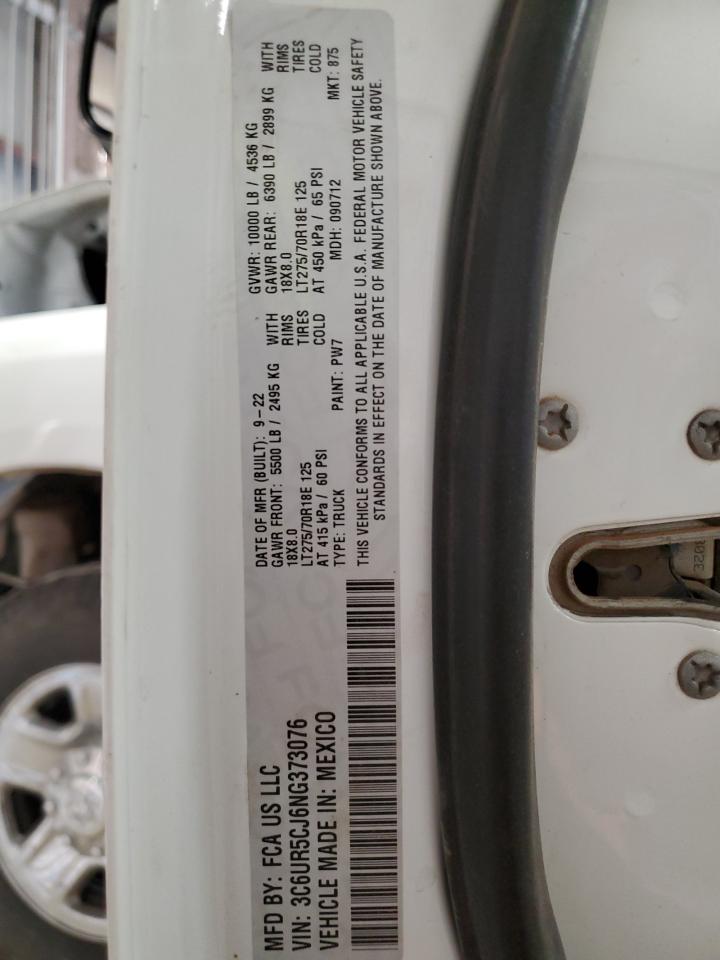 MFD BY: FCA US LLC
VIN: 3C6UR5CJ6NG373076
VEHICLE MADE IN: MEXICO
DATE OF MFR (BUILT): 9-22 GVWR: 10000 LB / 4536 KG
GAWR FRONT: 5500 LB / 2495 KG WITH GAWR REAR: 6390 LB / 2899 KG WITH
18X8.0 RIMS 18X8.0 RIMS
LT275/70R18E 125 TIRES LT275/70R18E 125 TIRES
AT 415 kPa / 60 PSI COLD AT 450 kPa / 65 PSI COLD
TYPE: TRUCK PAINT: PW7 MDH: 090712 MKT: 875
THIS VEHICLE CONFORMS TO ALL APPLICABLE U.S.A. FEDERAL MOTOR VEHICLE SAFETY
STANDARDS IN EFFECT ON THE DATE OF MANUFACTURE SHOWN ABOVE.